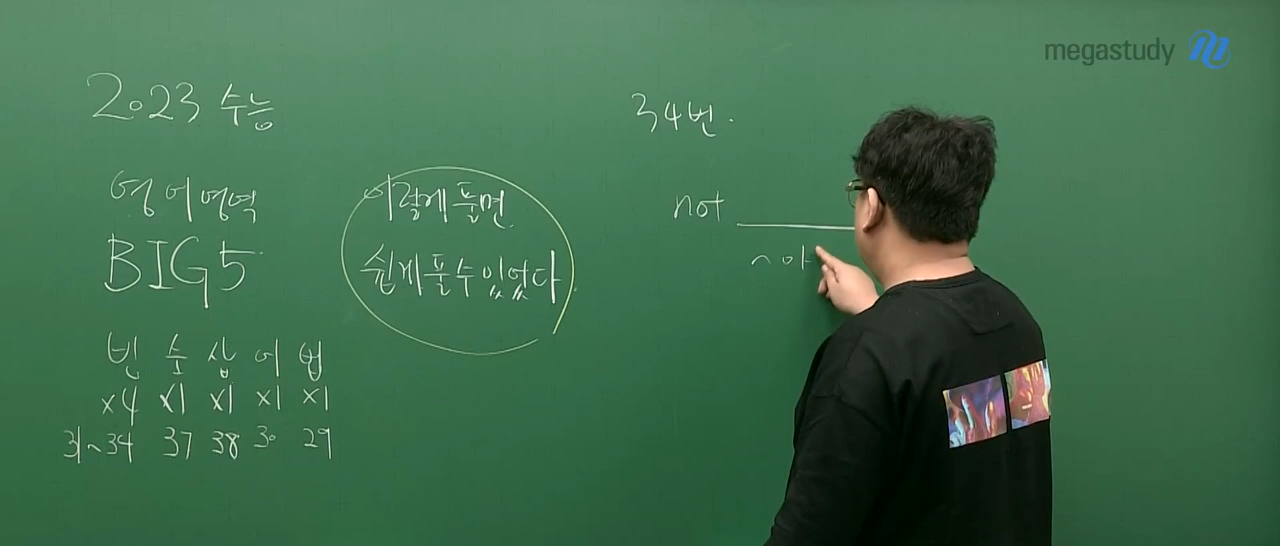 megastudy
2023 수능
영어영역
BIG5
이렇게 풀면
쉽게 풀 수 있었다
빈 순 삽 어 법
×4 ×1 ×1 ×1 ×1
31~34 37 38 30 29
34번.
not